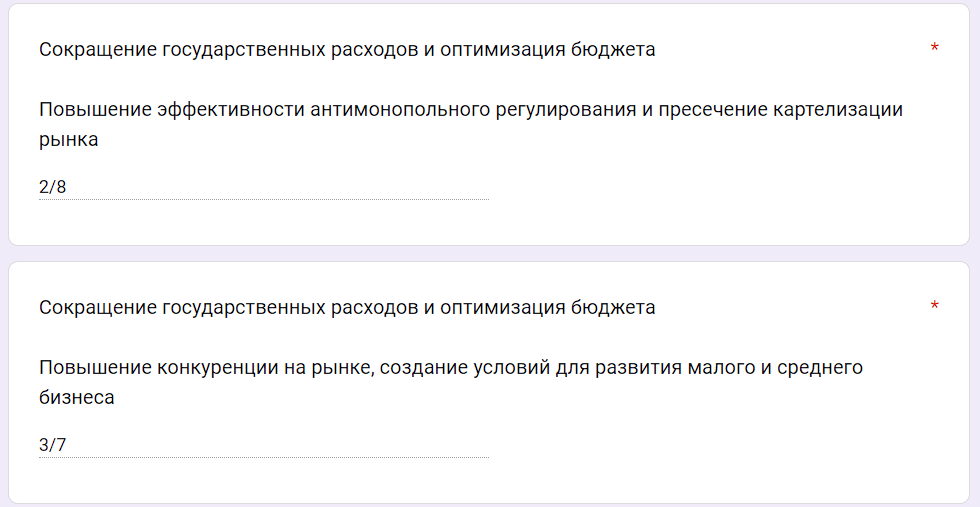 Сокращение государственных расходов и оптимизация бюджета *
Повышение эффективности антимонопольного регулирования и пресечение картелизации
рынка
2/8
Сокращение государственных расходов и оптимизация бюджета *
Повышение конкуренции на рынке, создание условий для развития малого и среднего
бизнеса
3/7